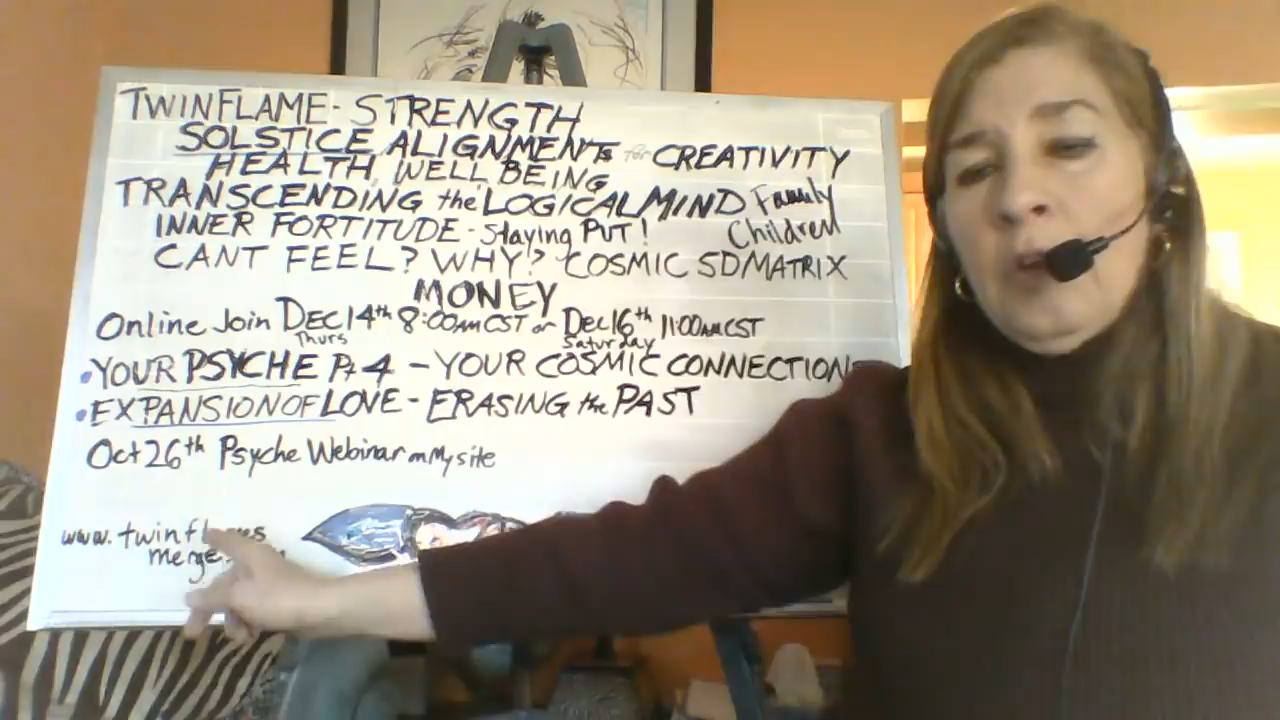 TWINFLAME - STRENGTH
SOLSTICE ALIGNMENTS for CREATIVITY
HEALTH, WELL BEING
TRANSCENDING the LOGICAL MIND Family
INNER FORTITUDE - Staying PUT! Children
CANT FEEL? WHY? COSMIC 5D MATRIX
MONEY
Online Join DEC 14th 8:00AM CST or Dec 16th 11:00AM CST
Thurs Saturday
• YOUR PSYCHE Pt 4 - YOUR COSMIC CONNECTION
• EXPANSION OF LOVE - ERASING the PAST
Oct 26th Psyche Webinar on My site
www.